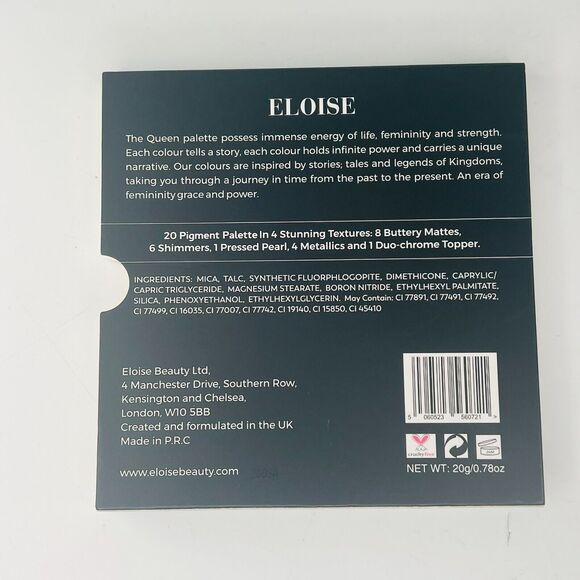 ELOISE
The Queen palette possess immense energy of life, femininity and strength.
Each colour tells a story, each colour holds infinite power and carries a unique
narrative. Our colours are inspired by stories; tales and legends of Kingdoms,
taking you through a journey in time from the past to the present. An era of
femininity grace and power.
20 Pigment Palette In 4 Stunning Textures: 8 Buttery Mattes,
6 Shimmers, 1 Pressed Pearl, 4 Metallics and 1 Duo-chrome Topper.
INGREDIENTS: MICA, TALC, SYNTHETIC FLUORPHLOGOPITE, DIMETHICONE, CAPRYLIC/
CAPRIC TRIGLYCERIDE, MAGNESIUM STEARATE, BORON NITRIDE, ETHYLHEXYL PALMITATE,
SILICA, PHENOXYETHANOL, ETHYLHEXYLGLYCERIN. May Contain: CI 77891, CI 77491, CI 77492,
CI 77499, CI 16035, CI 77007, CI 77742, CI 19140, CI 15850, CI 45410
Eloise Beauty Ltd,
4 Manchester Drive, Southern Row,
Kensington and Chelsea,
London, W10 5BB
Created and formulated in the UK
Made in P.R.C
www.eloisebeauty.com
5 060523 560721 >
crueltyfree
NET WT: 20g/0.78oz